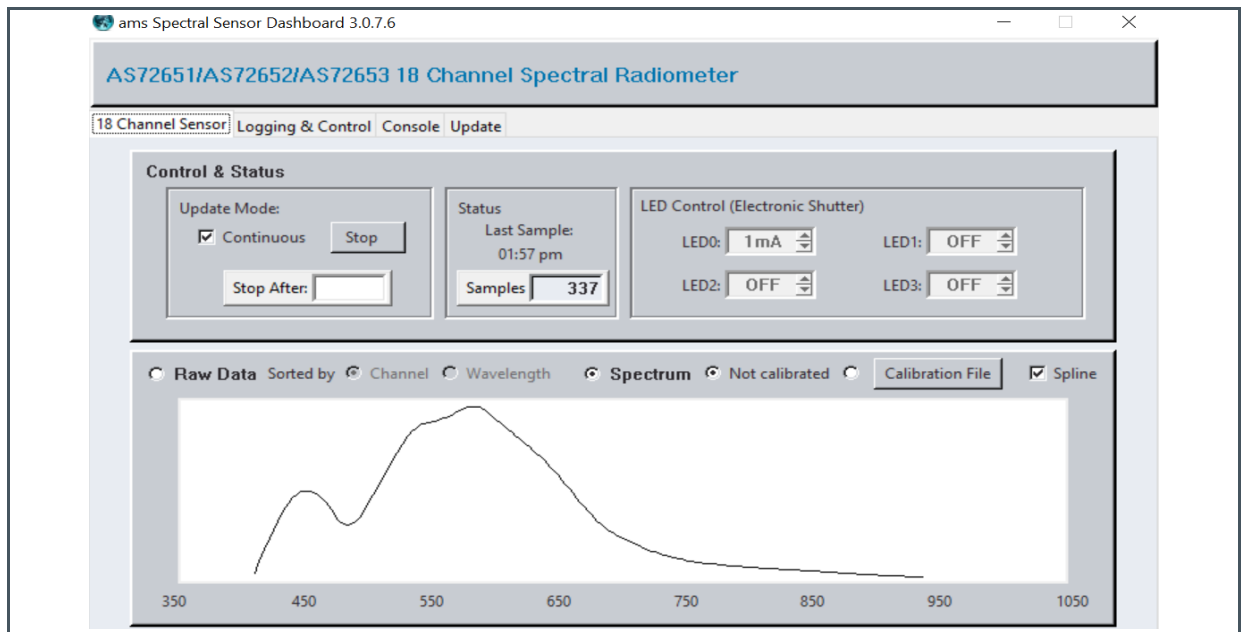 ams Spectral Sensor Dashboard 3.0.7.6
AS72651/AS72652/AS72653 18 Channel Spectral Radiometer
18 Channel Sensor Logging & Control Console Update
Control & Status
Update Mode:
Continuous Stop
Stop After:
Status
Last Sample:
01:57 pm
Samples 337
LED Control (Electronic Shutter)
LED0: 1mA LED1: OFF
LED2: OFF LED3: OFF
Raw Data Sorted by Channel Wavelength Spectrum Not calibrated Calibration File Spline
350 450 550 650 750 850 950 1050